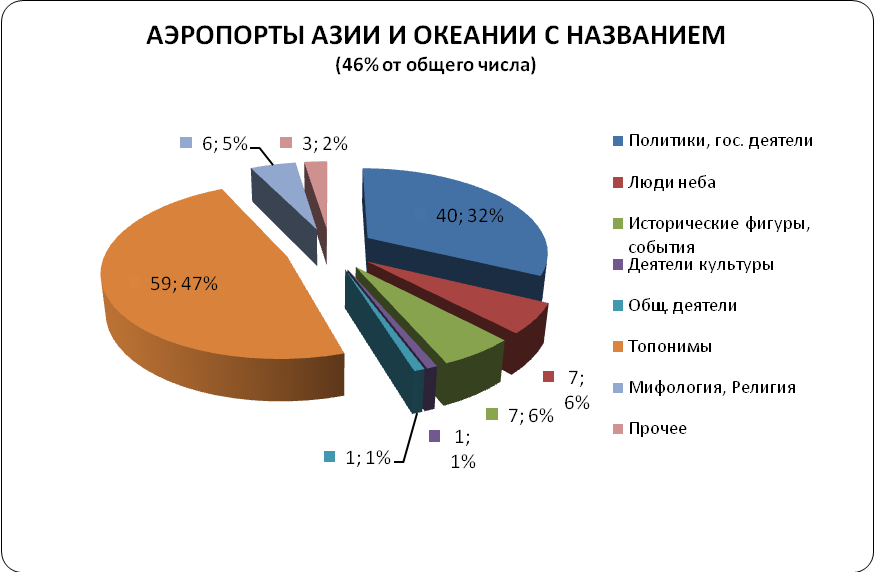 АЭРОПОРТЫ АЗИИ И ОКЕАНИИ С НАЗВАНИЕМ
(46% от общего числа)
6; 5%
3; 2%
40; 32%
59; 47%
7;
6%
7; 6%
1;
1%
1; 1%
Политики, гос. деятели
Люди неба
Исторические фигуры,
события
Деятели культуры
Общ. деятели
Топонимы
Мифология, Религия
Прочее